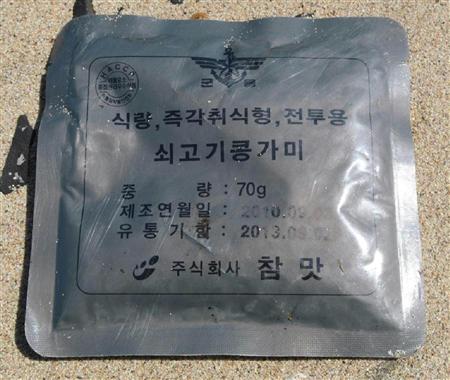 HACCP
군용
식량,즉각취식형,전투용
쇠고기콩가미
중 량 : 70g
제조연월일 : 2010.09.02
유통기한 : 2013.09.
주식회사 참맛